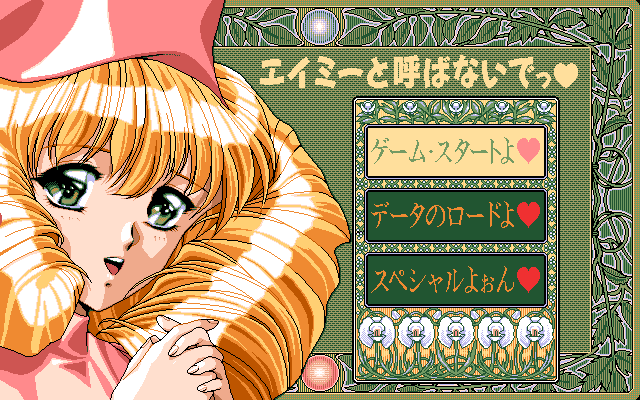 エイミーと呼ばないでっ♥
ゲーム・スタートよ♥
データのロードよ♥
スペシャルよぉん♥